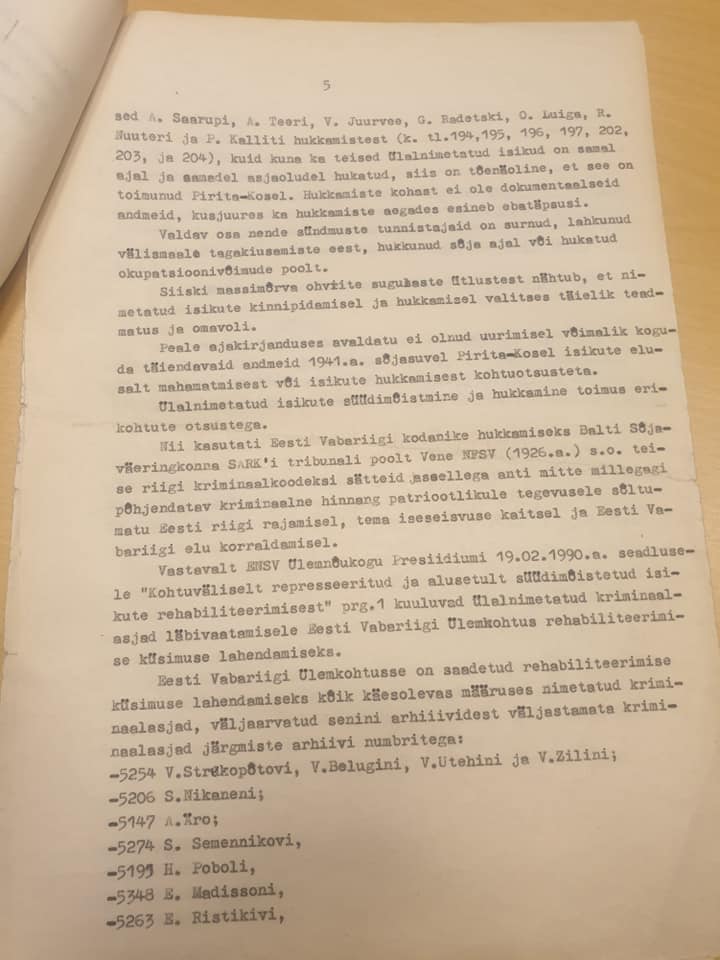 5
sed A. Saarupi, A. Teeri, V. Juurvee, G. Radetski, O. Luiga, R.
Nuuteri ja P. Kalliti hukkamistest (k. tl.194,195, 196, 197, 202,
203, ja 204), kuid kuna ka teised ülalnimetatud isikud on samal
ajal ja samadel asjaoludel hukatud, siis on tõenäoline, et see on
toimunud Pirita-Kosel. Hukkamiste kohast ei ole dokumentaalseid
andmeid, kusjuures ka hukkamiste aegades esineb ebatäpsusi.
Valdav osa nende sündmuste tunnistajaid on surnud, lahkunud
välismaale tagakiusamiste eest, hukkunud sõja ajal või hukatud
okupatsioonivõimude poolt.
Siiski massimõrva ohvrite sugulaste ütlustest nähtub, et ni-
metatud isikute kinnipidamisel ja hukkamisel valitses täielik tead-
matus ja omavoli.
Peale ajakirjanduses avaldatu ei olnud uurimisel võimalik kogu-
da täiendavaid andmeid 1941.a. sõjasuvel Pirita-Kosel isikute elu-
salt mahamatmisest või isikute hukkamisest kohtuotsusteta.
Ülalnimetatud isikute süüdimõistmine ja hukkamine toimus eri-
kohtute otsustega.
Nii kasutati Eesti Vabariigi kodanike hukkamiseks Balti Sõja-
väeringkonna SARK'i tribunali poolt Vene NFSV (1926.a.) s.o. tei-
se riigi kriminaalkoodeksi sätteid,assellega anti mitte millegagi
põhjendatav kriminaalne hinnang patriootlikule tegevusele sõltu-
matu Eesti riigi rajamisel, tema iseseisvuse kaitsel ja Eesti Va-
bariigi elu korraldamisel.
Vastavalt ENSV Ülemnõukogu Presiidiumi 19.02.1990.a. seadluse-
le "Kohtuväliselt represseeritud ja alusetult süüdimõistetud isi-
kute rehabiliteerimisest" prg.1 kuuluvad ülalnimetatud kriminaal-
asjad läbivaatamisele Eesti Vabariigi Ülemkohtus rehabiliteerimi-
se küsimuse lahendamiseks.
Eesti Vabariigi Ülemkohtusse on saadetud rehabiliteerimise
küsimuse lahendamiseks kõik käesolevas määruses nimetatud krimi-
naalasjad, väljaarvatud senini arhiiividest väljastamata krimi-
naalasjad järgmiste arhiivi numbritega:
-5254 V.Strekopõtovi, V.Belugini, V.Utehini ja V.Zilini;
-5206 S.Nikaneni;
-5147 A.Äro;
-5274 S. Semennikovi,
-5195 H. Poboli,
-5348 E. Madissoni,
-5263 E. Ristikivi,